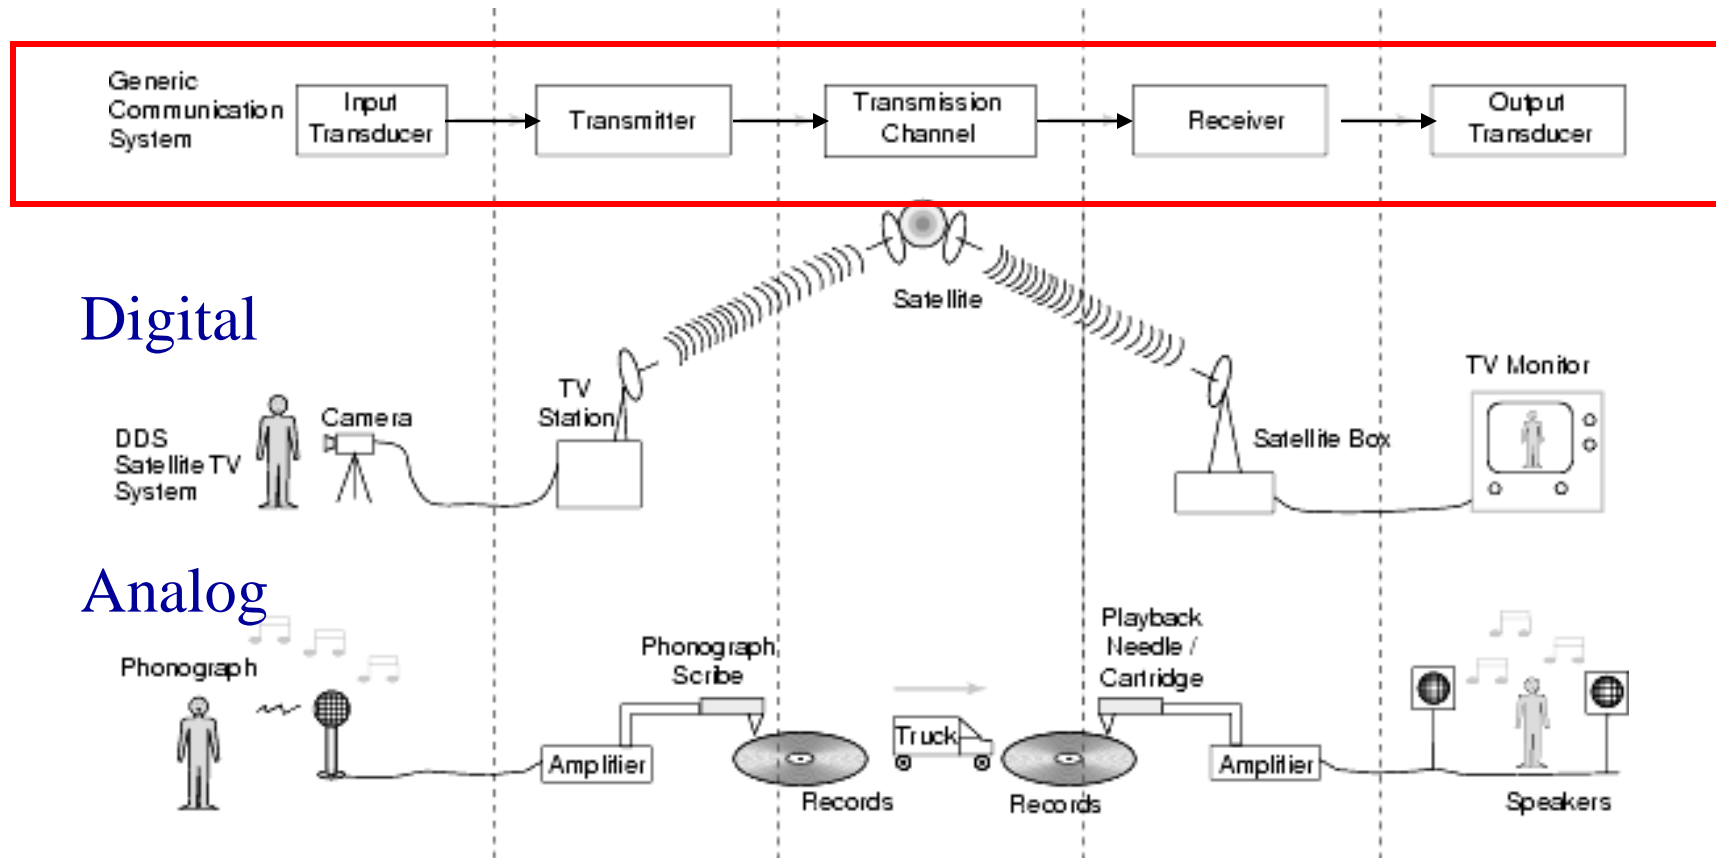 Generic
Communication
System
Input
Transducer
Transmitter
Transmission
Channel
Receiver
Output
Transducer
Satellite
Digital
DDS
Satellite TV
System
Camera
TV
Station
Satellite Box
TV Monitor
Analog
Phonograph
Amplifier
Phonograph
Scribe
Records
Truck
Records
Playback
Needle /
Cartridge
Amplifier
Speakers